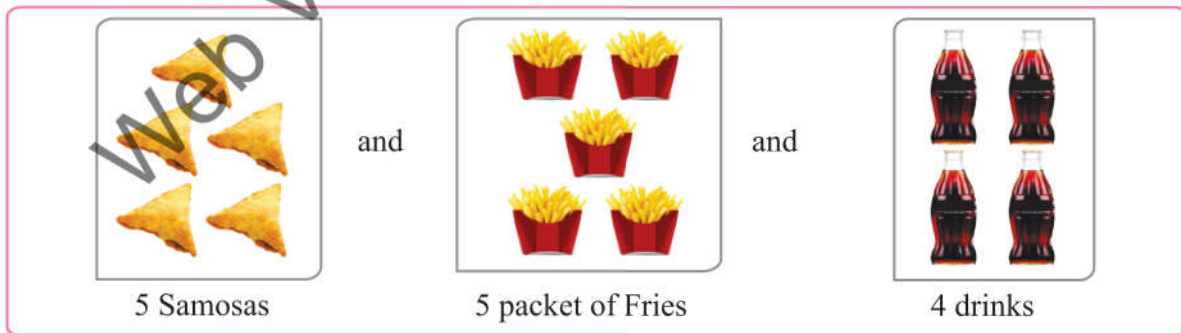 Web V
and
and
5 Samosas
5 packet of Fries
4 drinks